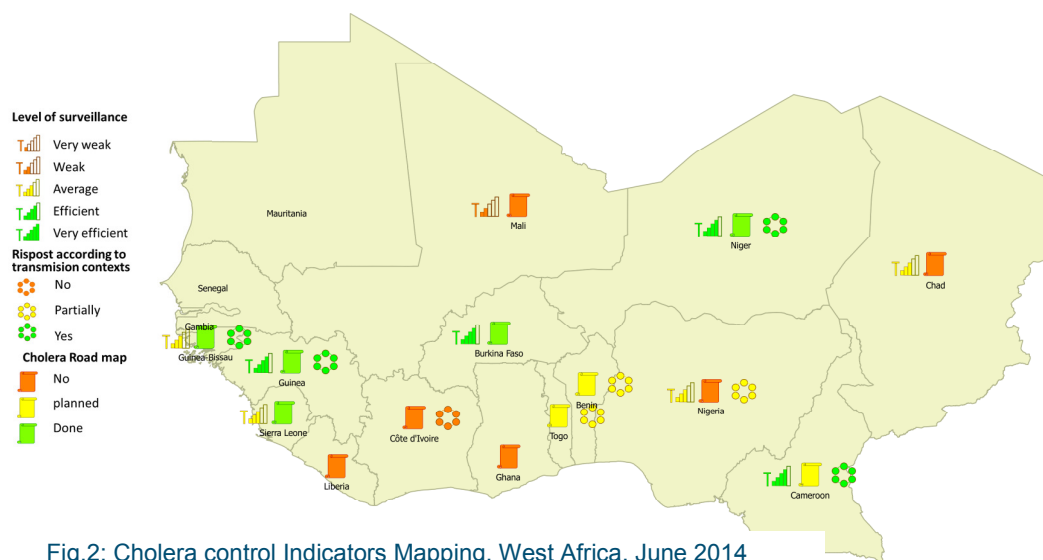 Level of surveillance
Very weak
Weak
Average
Efficient
Very efficient
Rispost according to
transmision contexts
No
Partially
Yes
Cholera Road map
No
planned
Done
Mauritania
Mali
Niger
Chad
Senegal
Gambia
Guinea-Bissau
Guinea
Burkina Faso
Sierra Leone
Côte d'Ivoire
Benin
Togo
Nigeria
Liberia
Ghana
Cameroon
Fig.2: Cholera control Indicators Mapping, West Africa, June 2014